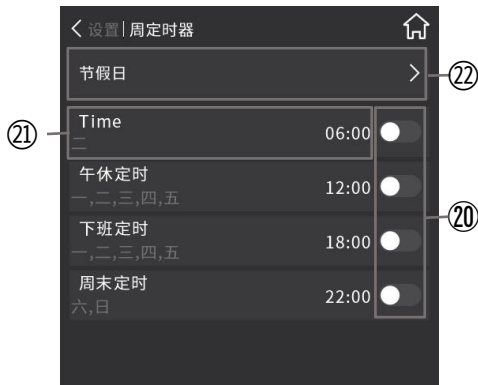 < 设置|周定时器
节假日 >
㉒
㉑
Time 06:00
二
午休定时 12:00
一,二,三,四,五
下班定时 18:00
一,二,三,四,五
⑳
周末定时 22:00
六,日